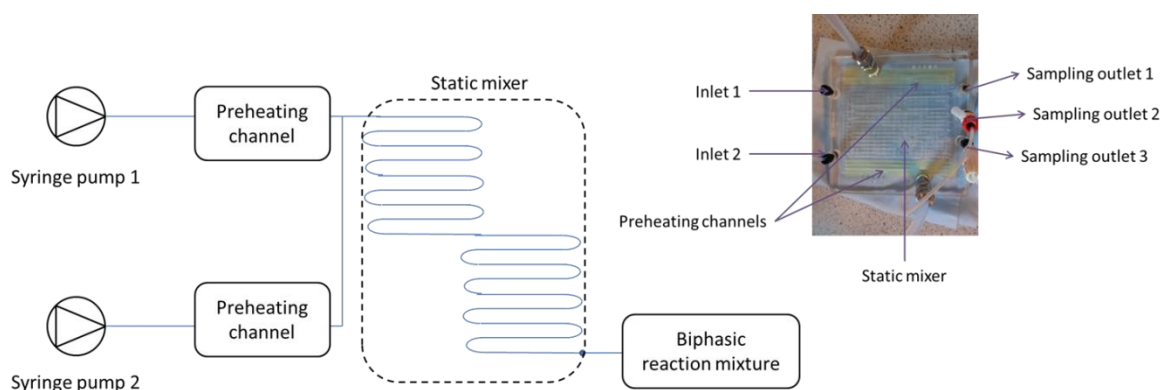 Static mixer
Preheating
channel
Syringe pump 1
Preheating
channel
Syringe pump 2
Biphasic
reaction mixture
Inlet 1
Inlet 2
Preheating channels
Static mixer
Sampling outlet 1
Sampling outlet 2
Sampling outlet 3